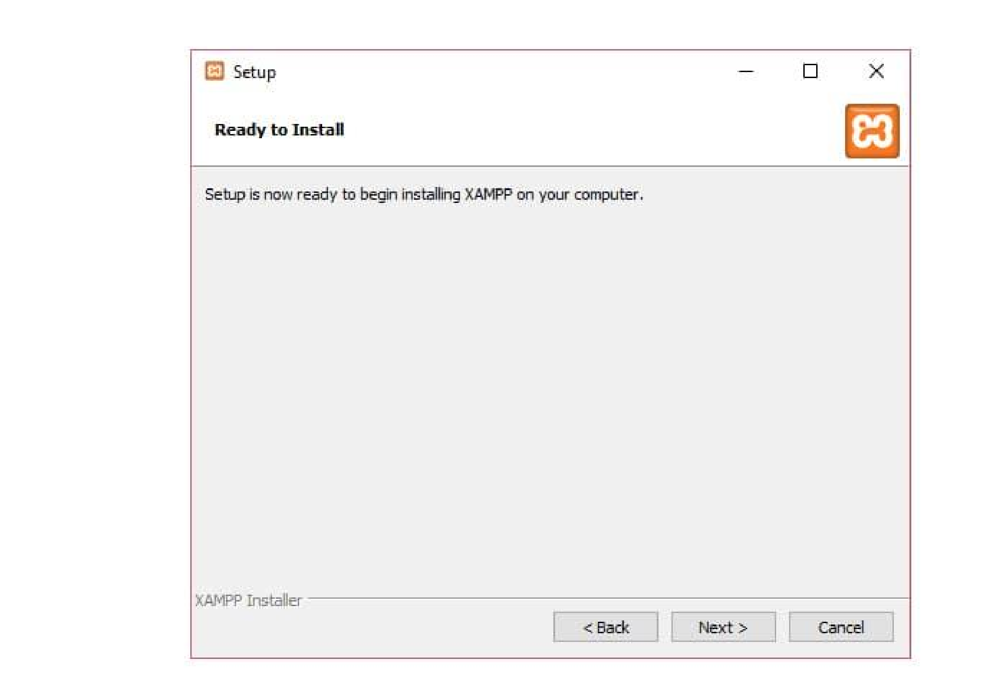 Setup
Ready to Install
Setup is now ready to begin installing XAMPP on your computer.
XAMPP Installer
< Back
Next >
Cancel